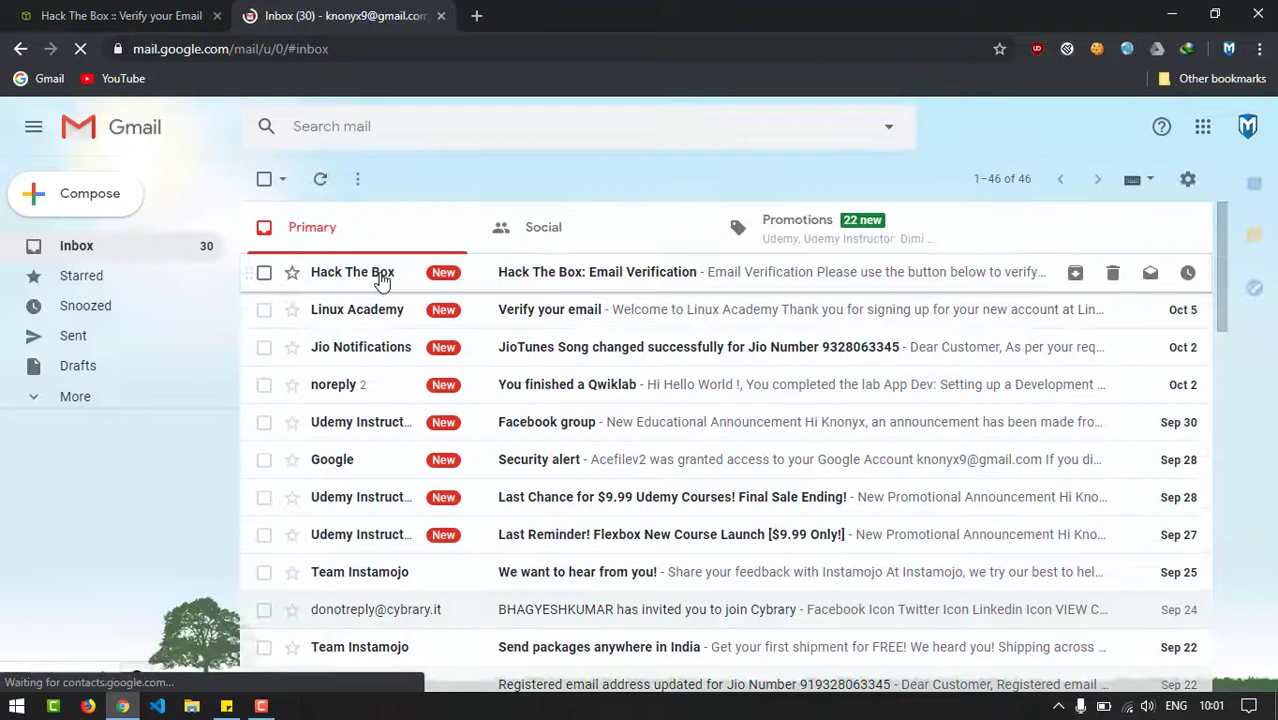 Hack The Box :: Verify your Email
Inbox (30) - knonyx9@gmail.com
mail.google.com/mail/u/0/#inbox
Gmail
YouTube
Other bookmarks
Gmail
Search mail
Compose
1–46 of 46
Primary
Social
Promotions 22 new
Udemy, Udemy Instructor: Dimi ...
Inbox 30
Starred
Snoozed
Sent
Drafts
More
Hack The Box New Hack The Box: Email Verification - Email Verification Please use the button below to verify...
Linux Academy New Verify your email - Welcome to Linux Academy Thank you for signing up for your new account at Lin... Oct 5
Jio Notifications New JioTunes Song changed successfully for Jio Number 9328063345 - Dear Customer, As per your req... Oct 2
noreply 2 New You finished a Qwiklab - Hi Hello World !, You completed the lab App Dev: Setting up a Development ... Oct 2
Udemy Instruct... New Facebook group - New Educational Announcement Hi Knonyx, an announcement has been made fro... Sep 30
Google New Security alert - Acefilev2 was granted access to your Google Account knonyx9@gmail.com If you di... Sep 28
Udemy Instruct... New Last Chance for $9.99 Udemy Courses! Final Sale Ending! - New Promotional Announcement Hi Kno... Sep 28
Udemy Instruct... New Last Reminder! Flexbox New Course Launch [$9.99 Only!] - New Promotional Announcement Hi Kno... Sep 27
Team Instamojo We want to hear from you! - Share your feedback with Instamojo At Instamojo, we try our best to hel... Sep 25
donotreply@cybrary.it BHAGYESHKUMAR has invited you to join Cybrary - Facebook Icon Twitter Icon Linkedin Icon VIEW C... Sep 24
Team Instamojo Send packages anywhere in India - Get your first shipment for FREE! We heard you! Shipping across ... Sep 22
Registered email address updated for Jio Number 919328063345 - Dear Customer, Registered email ... Sep 22
Waiting for contacts.google.com...
ENG 10:01